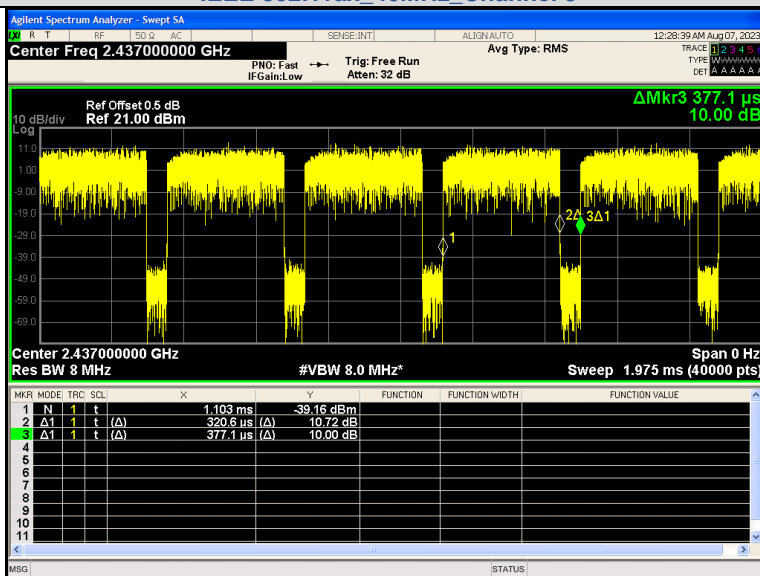 Agilent Spectrum Analyzer - Swept SA
LXI R T RF 50 Ω AC SENSE:INT ALIGN AUTO 12:28:39 AM Aug 07, 2023
Center Freq 2.437000000 GHz
Avg Type: RMS
TRACE 1 2 3 4 5
PNO: Fast Trig: Free Run
TYPE
IFGain:Low Atten: 32 dB
DET A A A A A
ΔMkr3 377.1 µs
10.00 dB
Ref Offset 0.5 dB
10 dB/div Ref 21.00 dBm
Log
11.0
1.00
-9.00
-19.0
-29.0
-39.0
-49.0
-59.0
-69.0
1
2Δ 3Δ1
Center 2.437000000 GHz Span 0 Hz
Res BW 8 MHz #VBW 8.0 MHz* Sweep 1.975 ms (40000 pts)
MKR MODE TRC SCL X Y FUNCTION FUNCTION WIDTH FUNCTION VALUE
1 N 1 t 1.103 ms -39.16 dBm
2 Δ1 1 t (Δ) 320.6 µs (Δ) 10.72 dB
3 Δ1 1 t (Δ) 377.1 µs (Δ) 10.00 dB
4
5
6
7
8
9
10
11
MSG STATUS